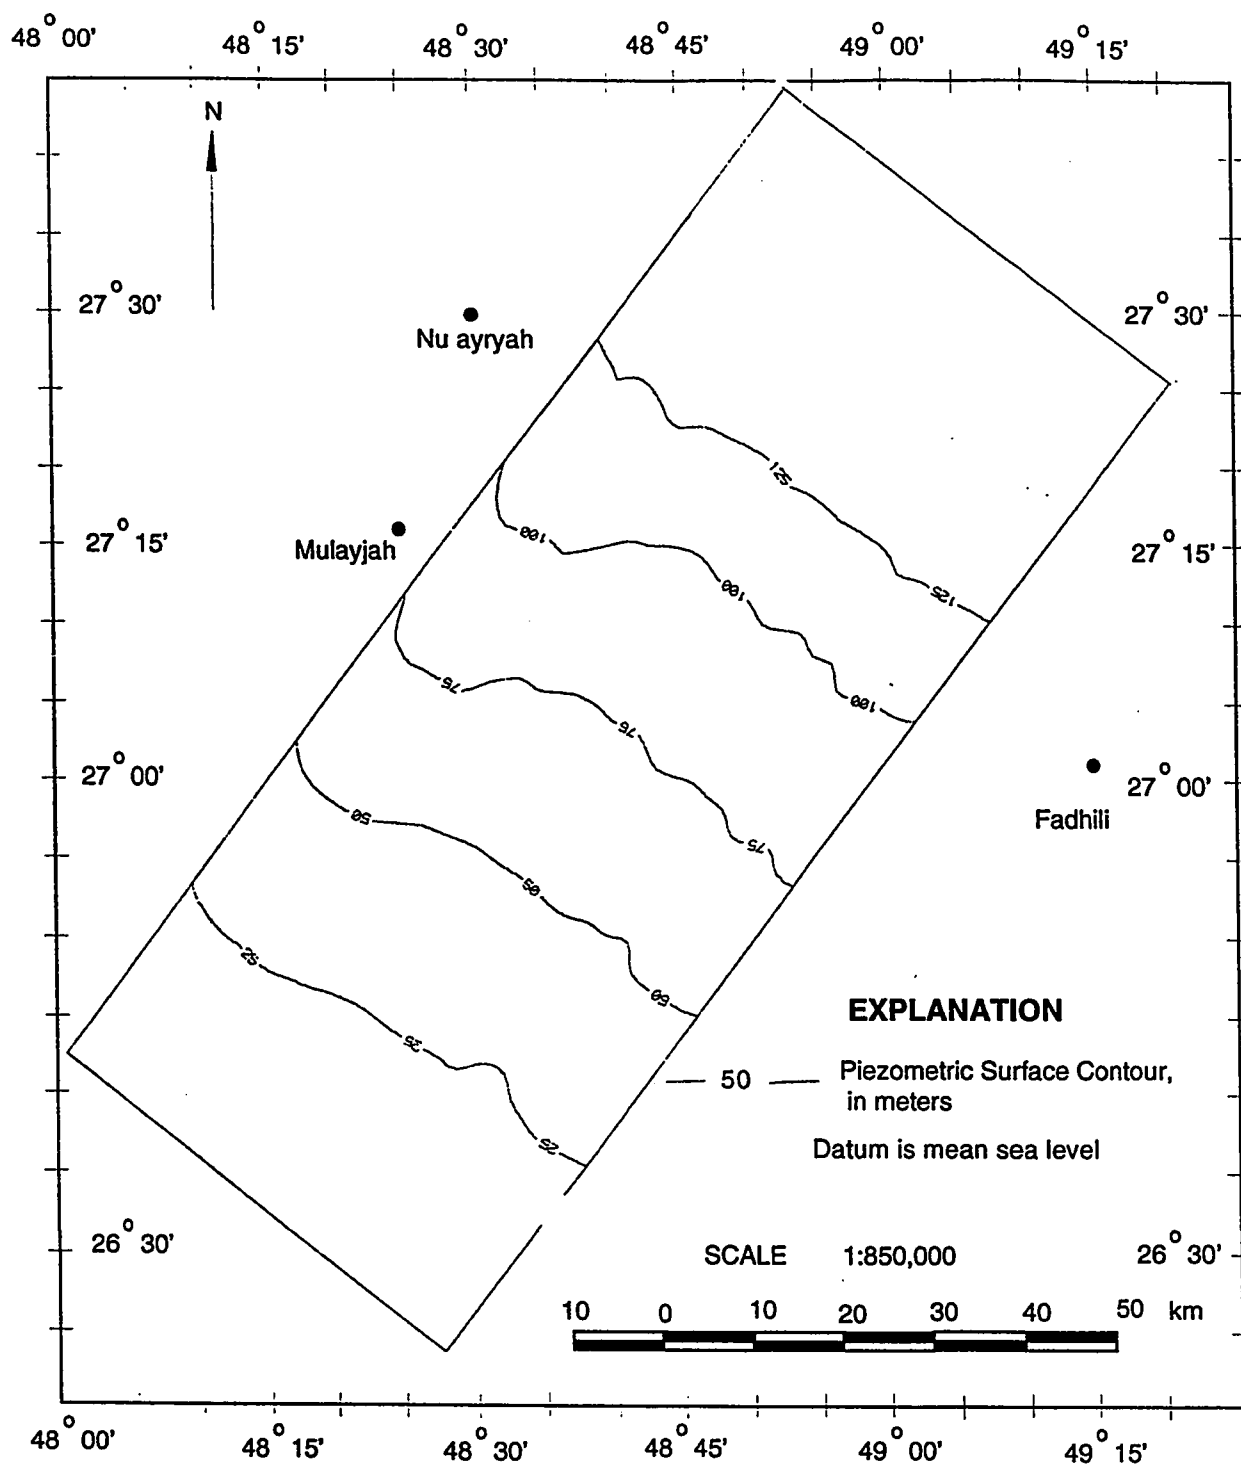 48° 00' 48° 15' 48° 30' 48° 45' 49° 00' 49° 15'
N
27° 30' 27° 30'
Nu ayryah
125
100
27° 15' 27° 15'
Mulayjah
100
125
75
100
75
27° 00' 27° 00'
Fadhili
50
75
50
25
50
EXPLANATION
25
50 Piezometric Surface Contour,
in meters
25
Datum is mean sea level
26° 30' SCALE 1:850,000 26° 30'
10 0 10 20 30 40 50 km
48° 00' 48° 15' 48° 30' 48° 45' 49° 00' 49° 15'